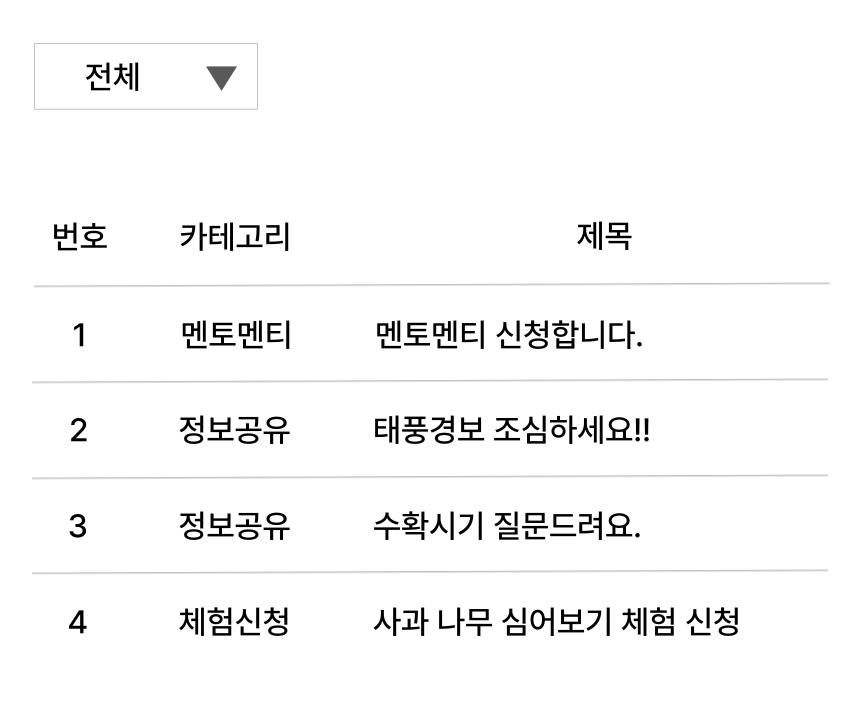 전체 ▼
번호 카테고리 제목
1 멘토멘티 멘토멘티 신청합니다.
2 정보공유 태풍경보 조심하세요!!
3 정보공유 수확시기 질문드려요.
4 체험신청 사과 나무 심어보기 체험 신청